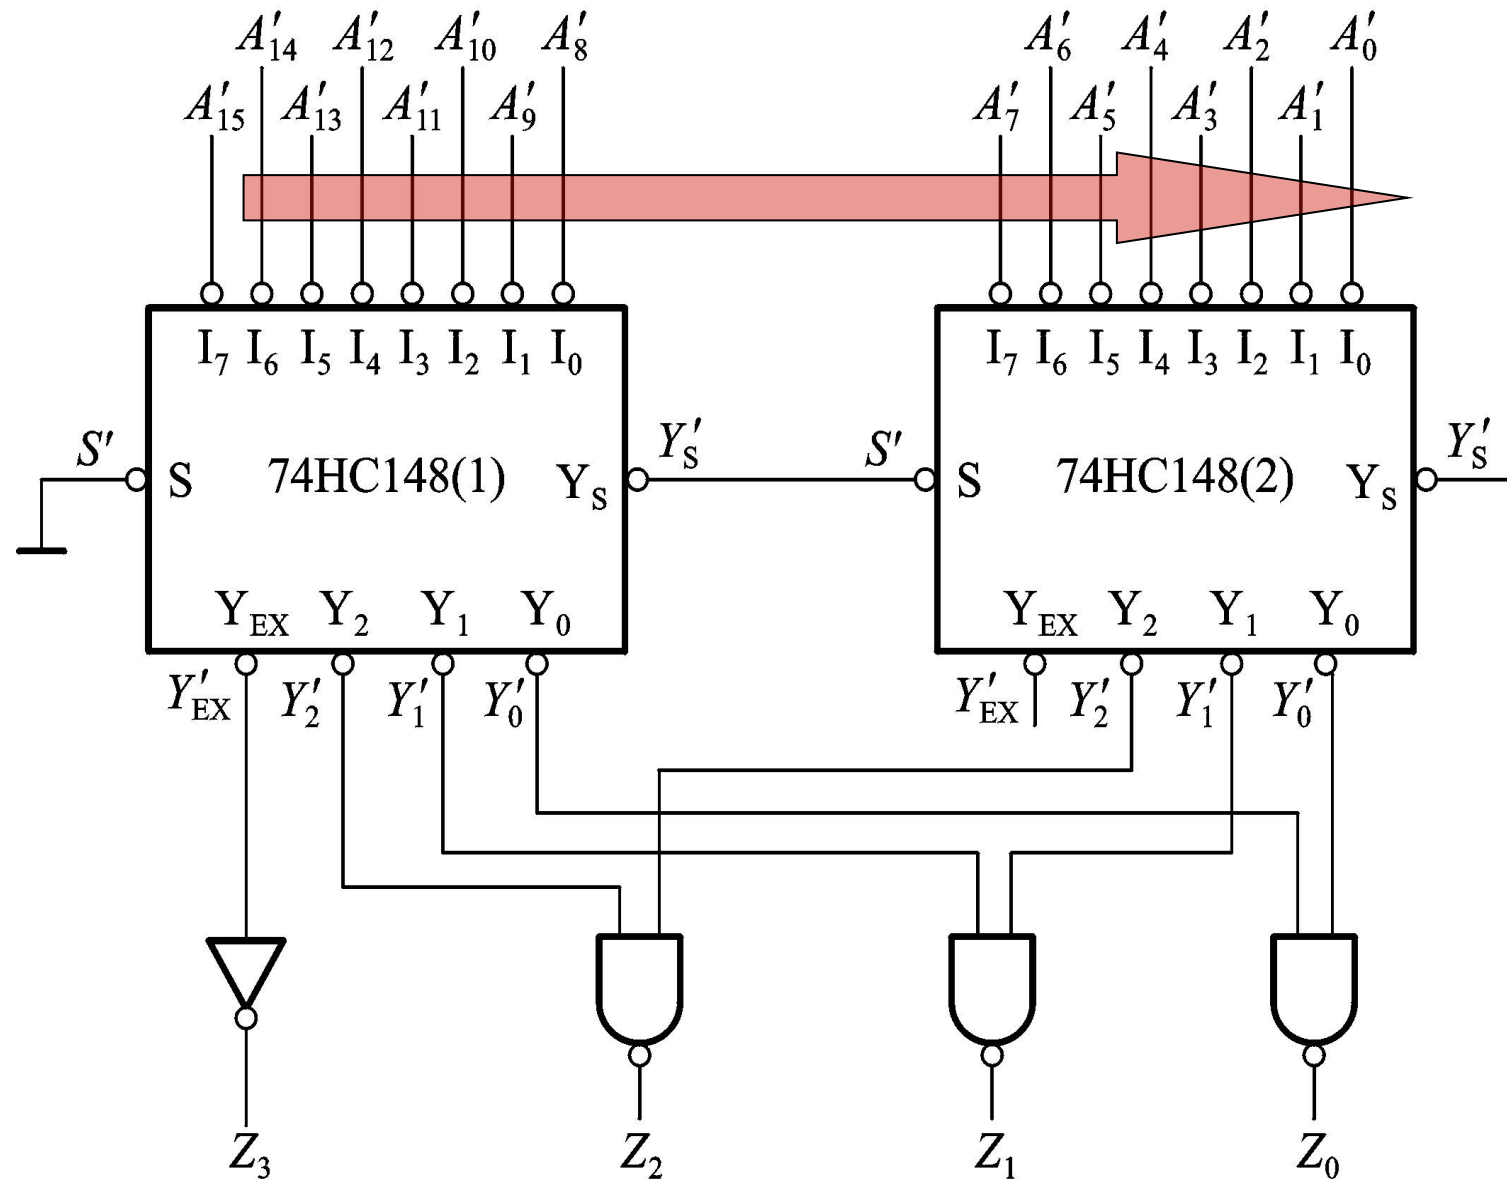 A′14 A′12 A′10 A′8 A′6 A′4 A′2 A′0
A′15 A′13 A′11 A′9 A′7 A′5 A′3 A′1
I7 I6 I5 I4 I3 I2 I1 I0 I7 I6 I5 I4 I3 I2 I1 I0
S′ Y′S S′ Y′S
S 74HC148(1) YS S 74HC148(2) YS
YEX Y2 Y1 Y0 YEX Y2 Y1 Y0
Y′EX Y′2 Y′1 Y′0 Y′EX Y′2 Y′1 Y′0
Z3 Z2 Z1 Z0